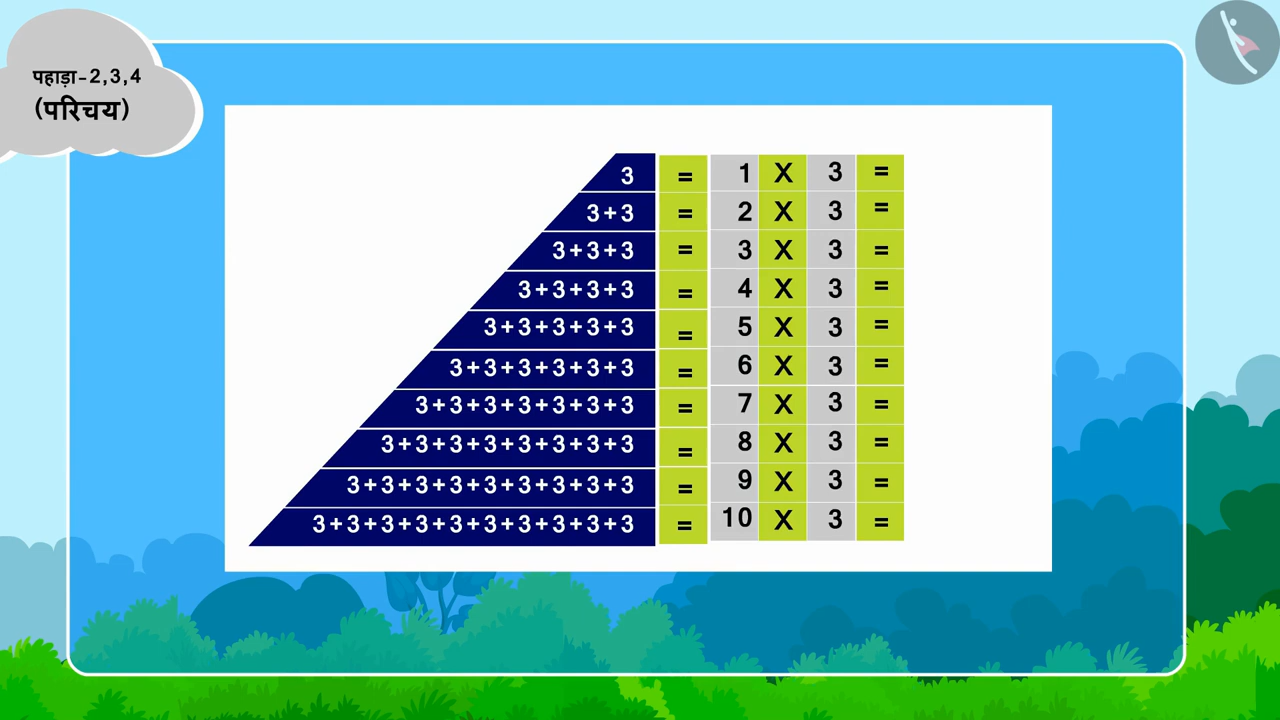 पहाड़ा-2,3,4
(परिचय)
3 = 1 X 3 =
3+3 = 2 X 3 =
3+3+3 = 3 X 3 =
3+3+3+3 = 4 X 3 =
3+3+3+3+3 = 5 X 3 =
3+3+3+3+3+3 = 6 X 3 =
3+3+3+3+3+3+3 = 7 X 3 =
3+3+3+3+3+3+3+3 = 8 X 3 =
3+3+3+3+3+3+3+3+3 = 9 X 3 =
3+3+3+3+3+3+3+3+3+3 = 10 X 3 =